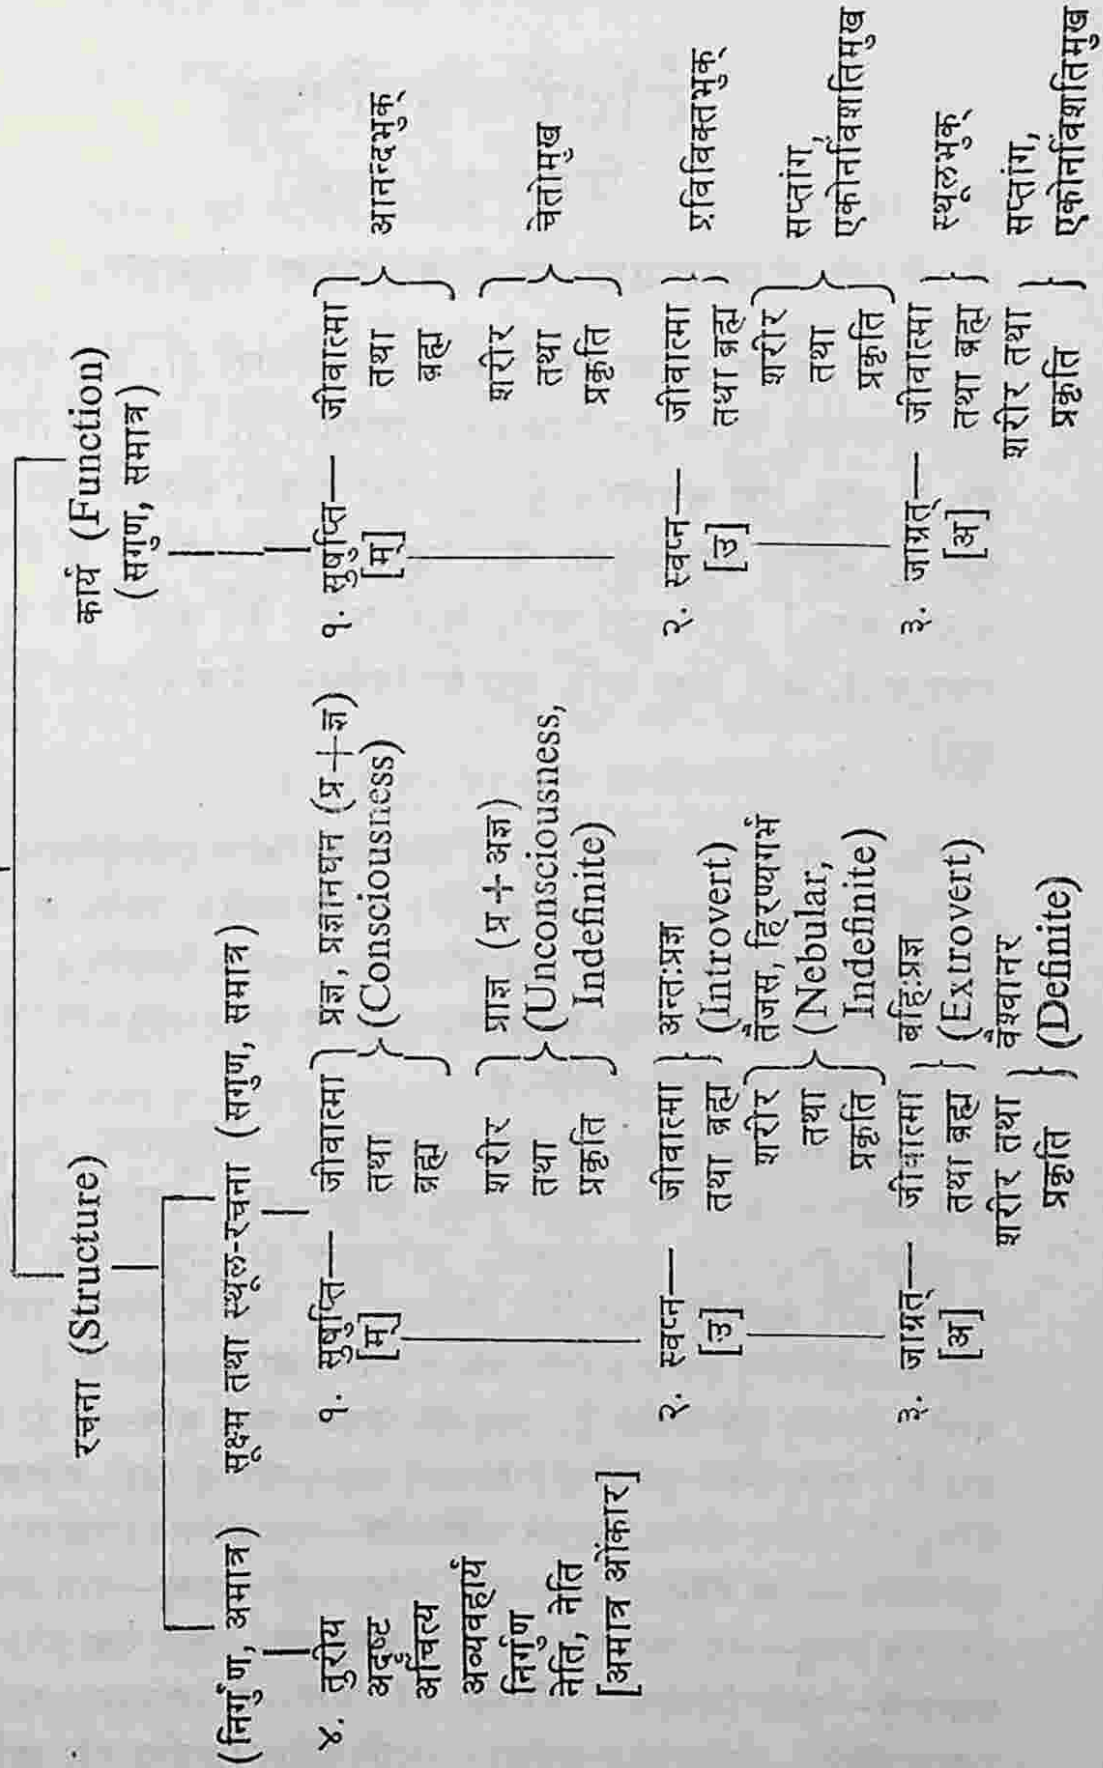 रचना (Structure)
कार्य (Function)
(सगुण, समात्र)
(निर्गुण, अमात्र)
सूक्ष्म तथा स्थूल-रचना (सगुण, समात्र)
४. तुरीय
अदृष्ट
अचिंत्य
अव्यवहार्य
निर्गुण
नेति, नेति
[अमात्र ओंकार]
१. सुषुप्ति— जीवात्मा तथा ब्रह्म } प्रज्ञ, प्रज्ञानघन (प्र+ज्ञ)
[म्] (Consciousness)
शरीर तथा प्रकृति } प्राज्ञ (प्र+अज्ञ)
(Unconsciousness,
Indefinite)
२. स्वप्न— जीवात्मा } अन्तःप्रज्ञ
[उ] तथा ब्रह्म (Introvert)
शरीर तथा प्रकृति } तैजस, हिरण्यगर्भ
(Nebular,
Indefinite)
३. जाग्रत्— जीवात्मा } बहिःप्रज्ञ
[अ] तथा ब्रह्म (Extrovert)
शरीर तथा } वैश्वानर
प्रकृति (Definite)
१. सुषुप्ति— जीवात्मा तथा ब्रह्म } आनन्दभुक्
[म्]
शरीर तथा प्रकृति } चेतोमुख
२. स्वप्न— जीवात्मा } प्रविविक्तभुक्
[उ] तथा ब्रह्म
शरीर तथा प्रकृति } सप्तांग,
एकोनविंशतिमुख
३. जाग्रत्— जीवात्मा } स्थूलभुक्
[अ] तथा ब्रह्म
शरीर तथा } सप्तांग,
प्रकृति एकोनविंशतिमुख